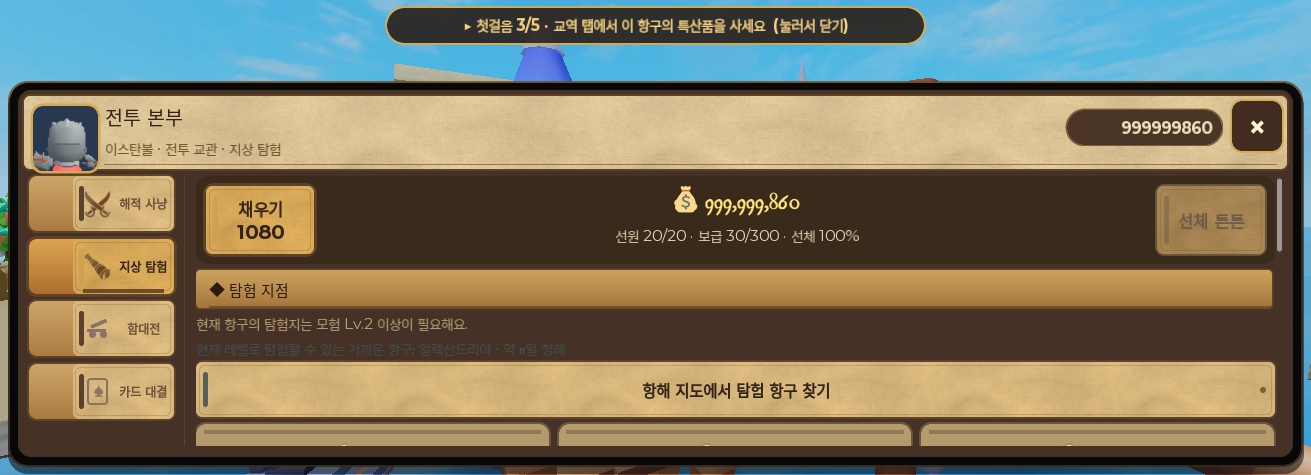 ▸ 첫걸음 3/5 · 교역 탭에서 이 항구의 특산품을 사세요 (눌러서 닫기)
전투 본부
이스탄불 · 전투 교관 · 지상 탐험
999999860
×
해적 사냥
지상 탐험
함대전
카드 대결
채우기
1080
999,999,860
선원 20/20 · 보급 30/300 · 선체 100%
선체 튼튼
◆ 탐험 지점
현재 항구의 탐험지는 모험 Lv.2 이상이 필요해요.
현재 레벨로 탐험할 수 있는 가까운 항구: 알렉산드리아 · 약 일 항해
항해 지도에서 탐험 항구 찾기